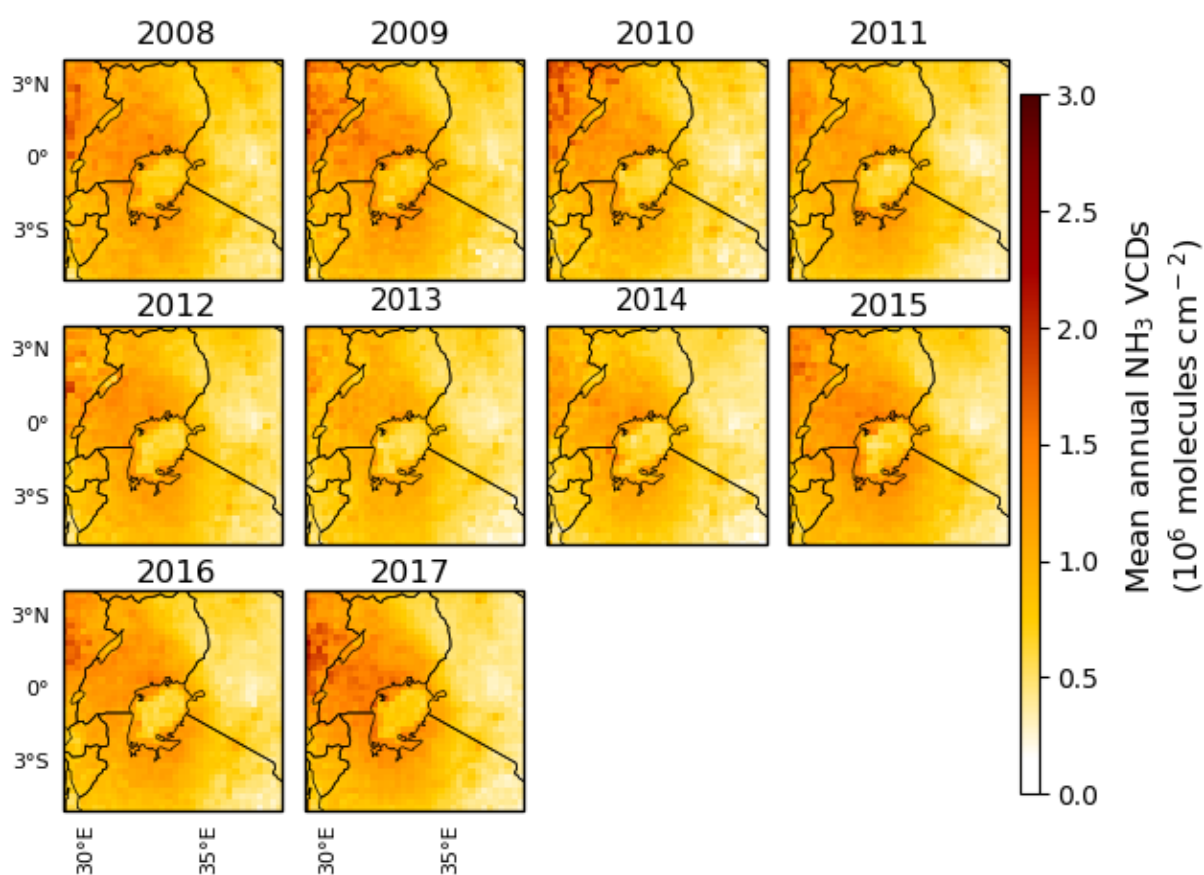 2008 2009 2010 2011
3°N
0°
3°S
2012 2013 2014 2015
3°N
0°
3°S
2016 2017
3°N
0°
3°S
30°E 35°E 30°E 35°E
3.0
2.5
2.0
1.5
1.0
0.5
0.0
Mean annual NH₃ VCDs
(10⁶ molecules cm⁻²)